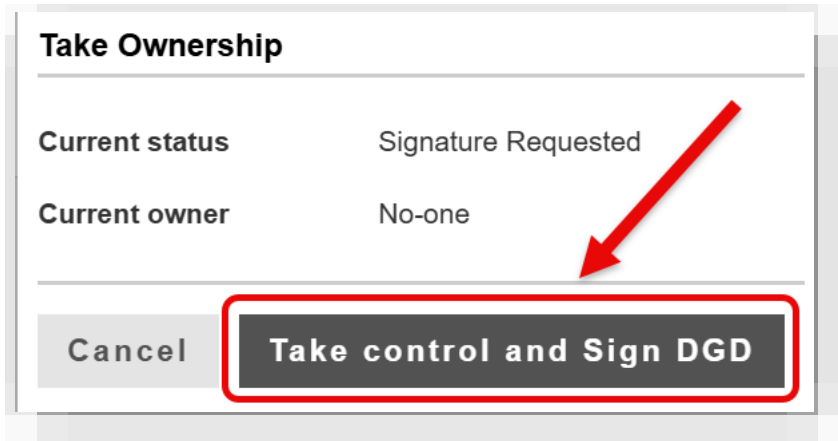 Take Ownership
Current status Signature Requested
Current owner No-one
Cancel Take control and Sign DGD